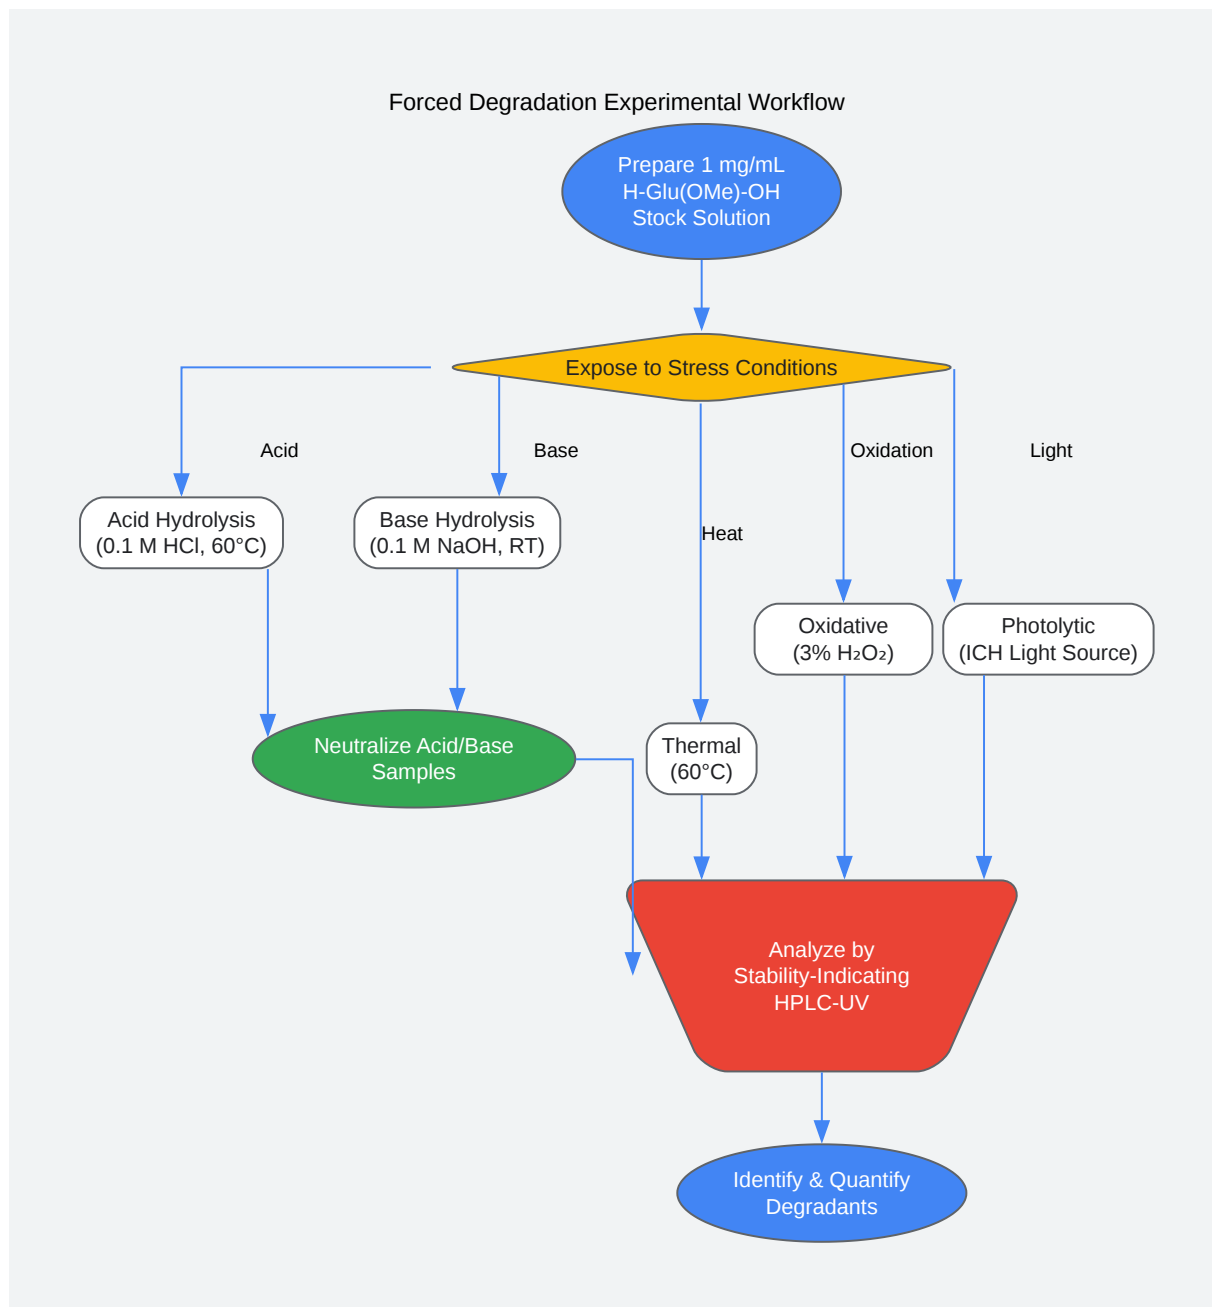 Forced Degradation Experimental Workflow
Prepare 1 mg/mL
H-Glu(OMe)-OH
Stock Solution
Expose to Stress Conditions
Acid
Base
Oxidation
Light
Heat
Acid Hydrolysis
(0.1 M HCl, 60°C)
Base Hydrolysis
(0.1 M NaOH, RT)
Oxidative
(3% H₂O₂)
Photolytic
(ICH Light Source)
Neutralize Acid/Base
Samples
Thermal
(60°C)
Analyze by
Stability-Indicating
HPLC-UV
Identify & Quantify
Degradants